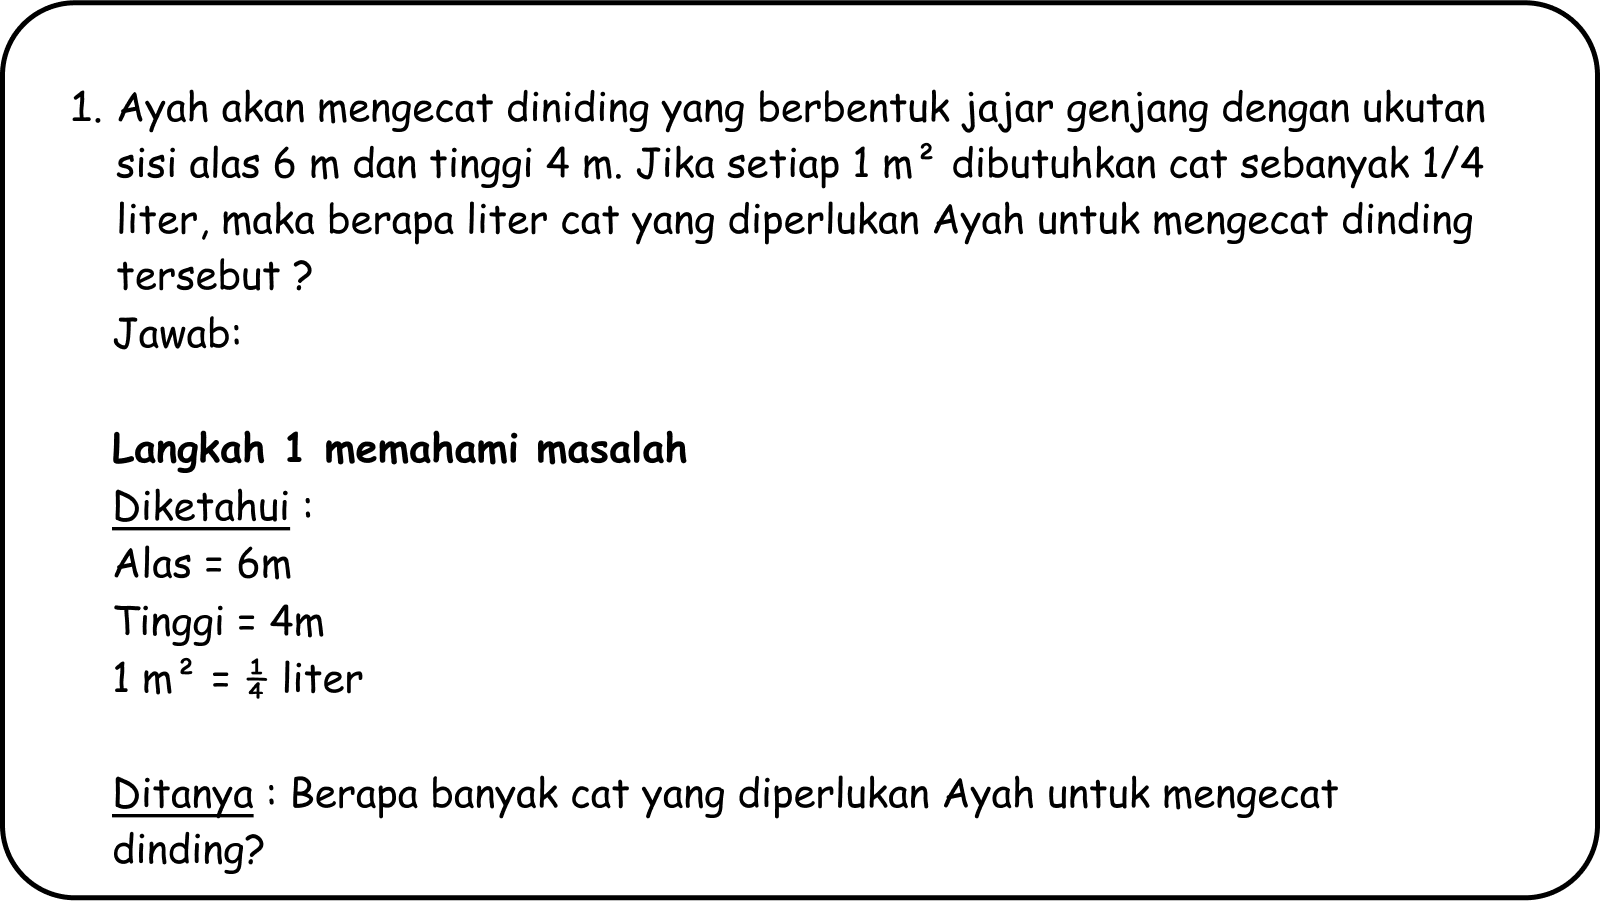 1. Ayah akan mengecat diniding yang berbentuk jajar genjang dengan ukutan
sisi alas 6 m dan tinggi 4 m. Jika setiap 1 m² dibutuhkan cat sebanyak 1/4
liter, maka berapa liter cat yang diperlukan Ayah untuk mengecat dinding
tersebut ?
Jawab:
Langkah 1 memahami masalah
Diketahui :
Alas = 6m
Tinggi = 4m
1 m² = ¼ liter
Ditanya : Berapa banyak cat yang diperlukan Ayah untuk mengecat
dinding?